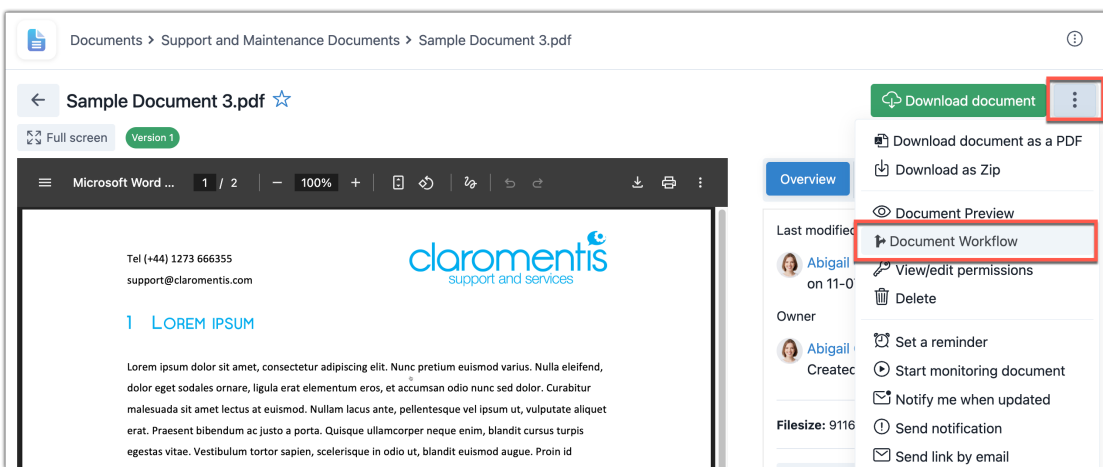 Documents > Support and Maintenance Documents > Sample Document 3.pdf
Sample Document 3.pdf
Download document
Full screen
Version 1
Download document as a PDF
Download as Zip
Document Preview
Document Workflow
View/edit permissions
Delete
Set a reminder
Start monitoring document
Notify me when updated
Send notification
Send link by email
Microsoft Word ... 1 / 2 − 100% +
Overview
Last modified
Abigail
on 11-0
Owner
Abigail
Created
Filesize: 9116
claromentis
support and services
Tel (+44) 1273 666355
support@claromentis.com
1 Lorem ipsum
Lorem ipsum dolor sit amet, consectetur adipiscing elit. Nunc pretium euismod varius. Nulla eleifend,
dolor eget sodales ornare, ligula erat elementum eros, et accumsan odio nunc sed dolor. Curabitur
malesuada sit amet lectus at euismod. Nullam lacus ante, pellentesque vel ipsum ut, vulputate aliquet
erat. Praesent bibendum ac justo a porta. Quisque ullamcorper neque enim, blandit cursus turpis
egestas vitae. Vestibulum tortor sapien, scelerisque in odio ut, blandit euismod augue. Proin id